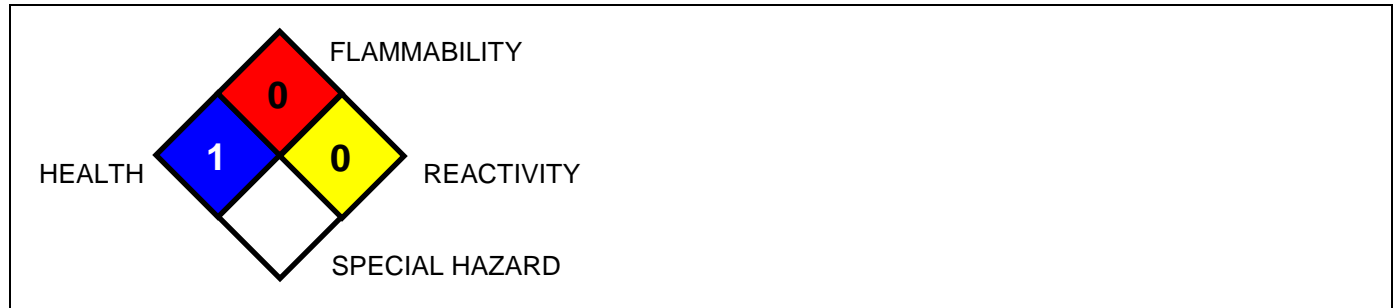 FLAMMABILITY
0
HEALTH 1 0 REACTIVITY
SPECIAL HAZARD